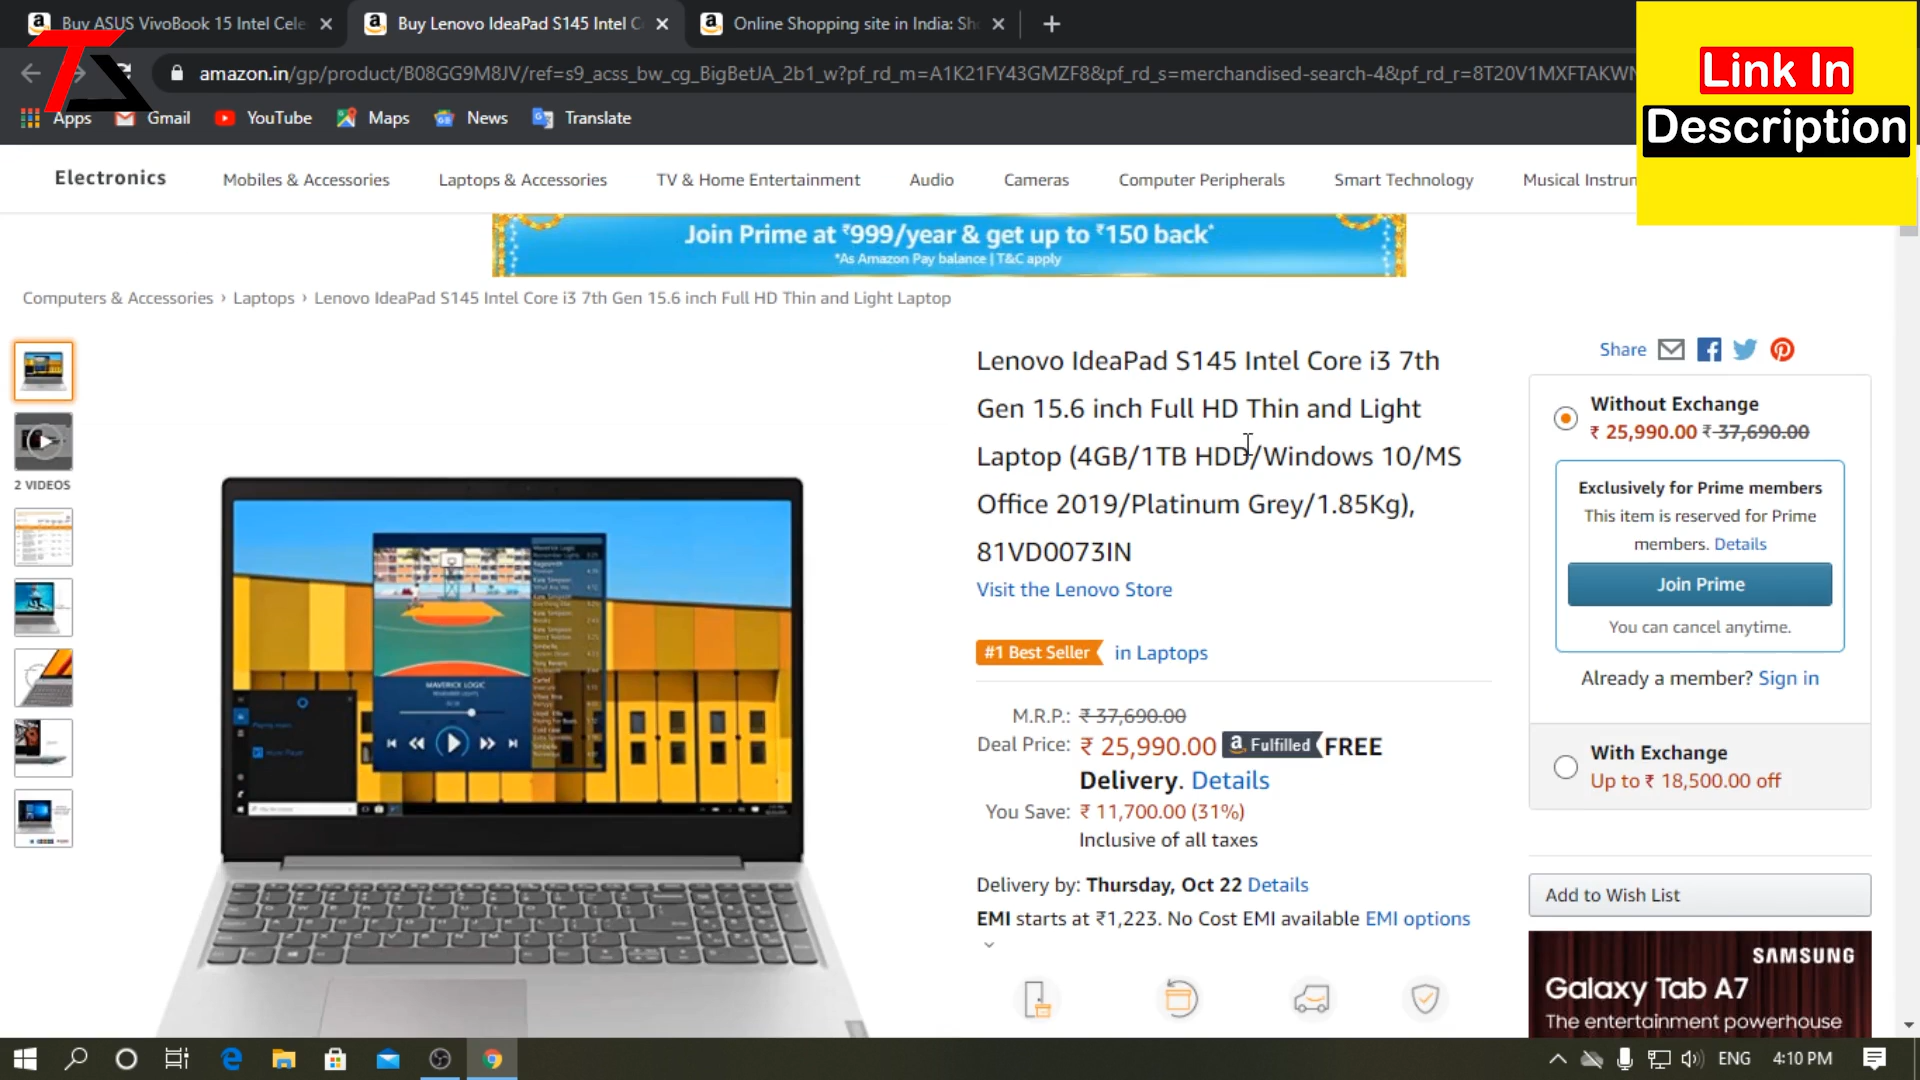 Buy ASUS VivoBook 15 Intel Cele
Buy Lenovo IdeaPad S145 Intel C
Online Shopping site in India: Sh
amazon.in/gp/product/B08GG9M8JV/ref=s9_acss_bw_cg_BigBetJA_2b1_w?pf_rd_m=A1K21FY43GMZF8&pf_rd_s=merchandised-search-4&pf_rd_r=8T20V1MXFTAKWN
Apps
Gmail
YouTube
Maps
News
Translate
Link In
Description
Electronics
Mobiles & Accessories
Laptops & Accessories
TV & Home Entertainment
Audio
Cameras
Computer Peripherals
Smart Technology
Musical Instrun
Join Prime at ₹999/year & get up to ₹150 back*
*As Amazon Pay balance | T&C apply
Computers & Accessories › Laptops › Lenovo IdeaPad S145 Intel Core i3 7th Gen 15.6 inch Full HD Thin and Light Laptop
2 VIDEOS
MAVERICK LOGIC
Lenovo IdeaPad S145 Intel Core i3 7th
Gen 15.6 inch Full HD Thin and Light
Laptop (4GB/1TB HDD/Windows 10/MS
Office 2019/Platinum Grey/1.85Kg),
81VD0073IN
Visit the Lenovo Store
#1 Best Seller in Laptops
M.R.P.: ₹ 37,690.00
Deal Price: ₹ 25,990.00 a Fulfilled FREE
Delivery. Details
You Save: ₹ 11,700.00 (31%)
Inclusive of all taxes
Delivery by: Thursday, Oct 22 Details
EMI starts at ₹1,223. No Cost EMI available EMI options
Share
Without Exchange
₹ 25,990.00 ₹ 37,690.00
Exclusively for Prime members
This item is reserved for Prime
members. Details
Join Prime
You can cancel anytime.
Already a member? Sign in
With Exchange
Up to ₹ 18,500.00 off
Add to Wish List
SAMSUNG
Galaxy Tab A7
The entertainment powerhouse
ENG
4:10 PM